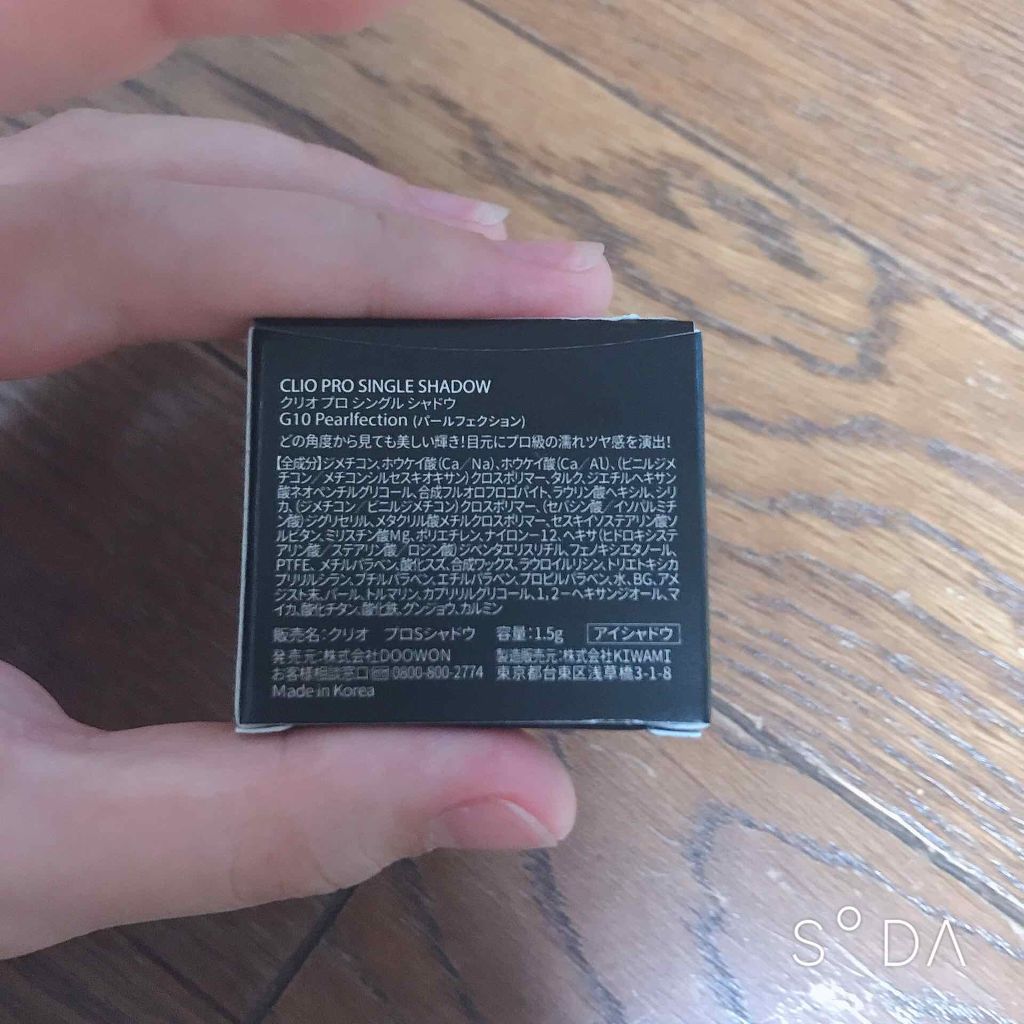 CLIO PRO SINGLE SHADOW
クリオ プロ シングル シャドウ
G10 Pearlfection (パールフェクション)
どの角度から見ても美しい輝き!目元にプロ級の濡れツヤ感を演出!
【全成分】ジメチコン、ホウケイ酸(Ca/Na)、ホウケイ酸(Ca/Al)、(ビニルジメ
チコン/メチコンシルセスキオキサン)クロスポリマー、タルク、ジエチルヘキサン
酸ネオペンチルグリコール、合成フルオロフロゴパイト、ラウリン酸ヘキシル、シリ
カ、(ジメチコン/ビニルジメチコン)クロスポリマー、(セバシン酸/イソパルミチ
ン酸)ジグリセリル、メタクリル酸メチルクロスポリマー、セスキイソステアリン酸ソ
ルビタン、ミリスチン酸Mg、ポリエチレン、ナイロン-12、ヘキサ(ヒドロキシステ
アリン酸/ステアリン酸/ロジン酸)ジペンタエリスリチル、フェノキシエタノール、
PTFE、メチルパラベン、酸化スズ、合成ワックス、ラウロイルリシン、トリエトキシカ
プリリルシラン、ブチルパラベン、エチルパラベン、プロピルパラベン、水、BG、アメ
ジスト末、パール、トルマリン、カプリリルグリコール、1,2-ヘキサンジオール、マ
イカ、酸化チタン、酸化鉄、グンジョウ、カルミン
販売名:クリオ プロSシャドウ 容量:1.5g アイシャドウ
発売元:株式会社DOOWON 製造販売元:株式会社KIWAMI
お客様相談窓口 0800-800-2774 東京都台東区浅草橋3-1-8
Made in Korea
SODA